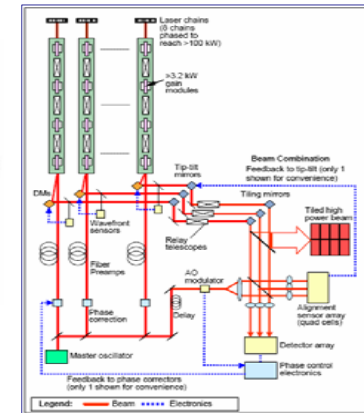 Laser chains
(8 chains
phased to
reach >100 kW)
>3.2 kW
gain
modules
Tip-tilt
mirrors
Beam Combination
Feedback to tip-tilt (only 1
shown for convenience)
Tiling mirrors
DMs
Wavefront
sensors
Tiled high
power beam
Relay
telescopes
Fiber
Preamps
AO
modulator
Phase
correction
Delay
Alignment
sensor array
(quad cells)
Master oscillator
Detector array
Feedback to phase correctors
(only 1 shown for convenience)
Phase control
electronics
Legend:
Beam
Electronics